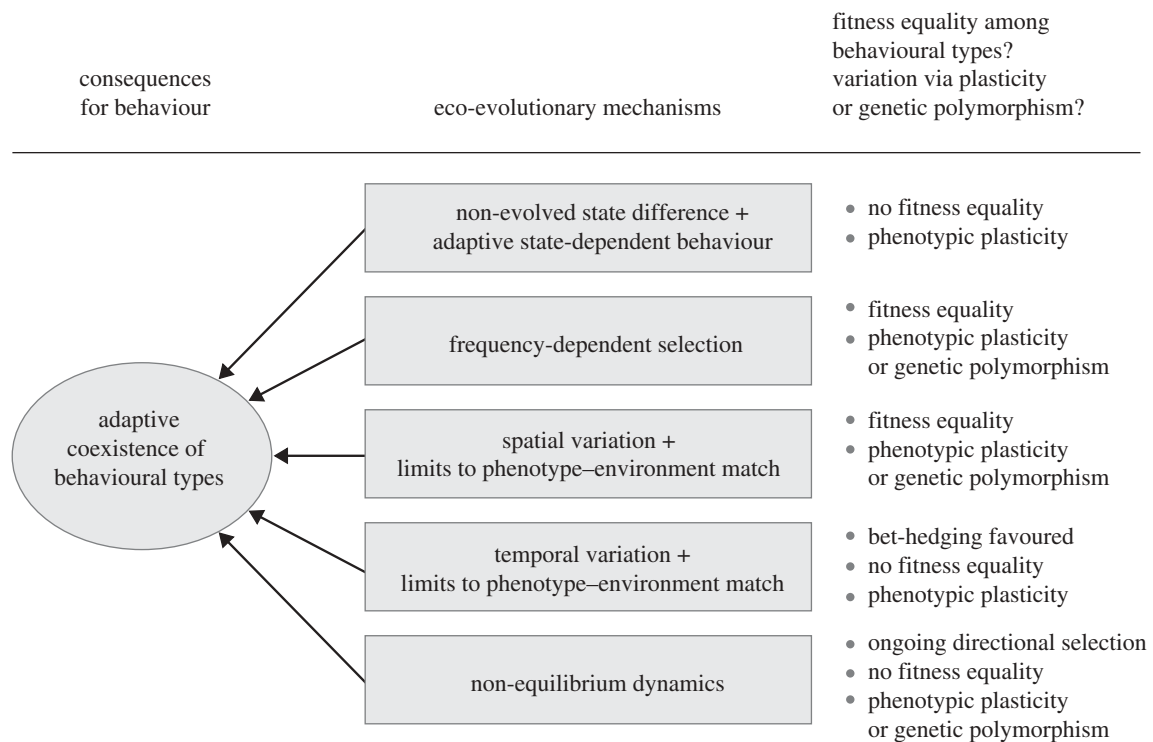 consequences
for behaviour
eco-evolutionary mechanisms
fitness equality among
behavioural types?
variation via plasticity
or genetic polymorphism?
adaptive
coexistence of
behavioural types
non-evolved state difference +
adaptive state-dependent behaviour
• no fitness equality
• phenotypic plasticity
frequency-dependent selection
• fitness equality
• phenotypic plasticity
or genetic polymorphism
spatial variation +
limits to phenotype–environment match
• fitness equality
• phenotypic plasticity
or genetic polymorphism
temporal variation +
limits to phenotype–environment match
• bet-hedging favoured
• no fitness equality
• phenotypic plasticity
non-equilibrium dynamics
• ongoing directional selection
• no fitness equality
• phenotypic plasticity
or genetic polymorphism